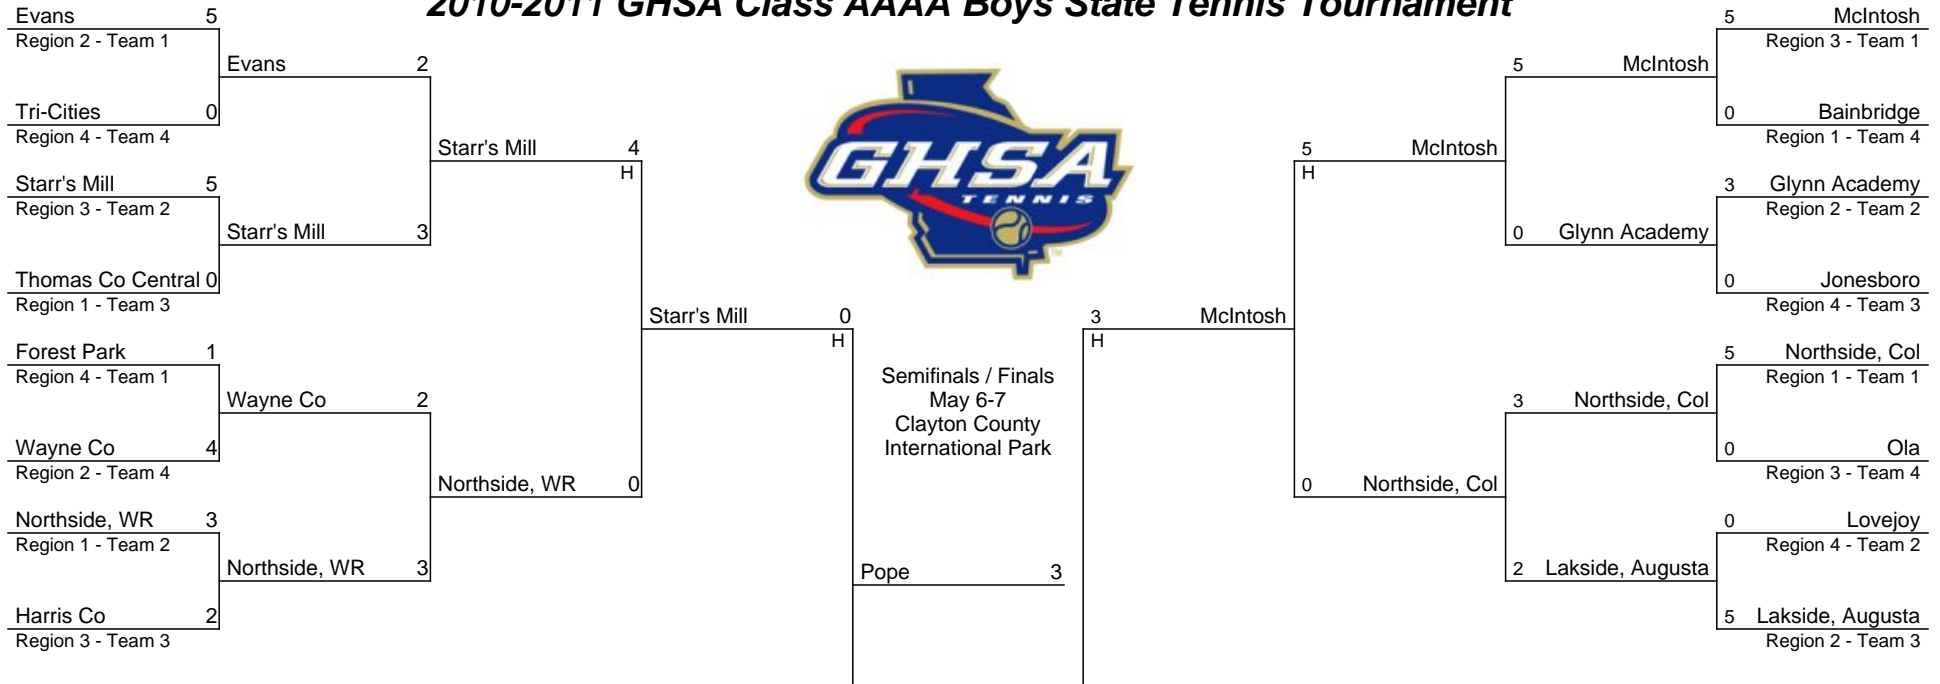 2010-2011 GHSA Class AAAA Boys State Tennis Tournament
Evans 5
Region 2 - Team 1
Evans 2
Tri-Cities 0
Region 4 - Team 4
Starr's Mill 4
H
Starr's Mill 5
Region 3 - Team 2
Starr's Mill 3
Thomas Co Central 0
Region 1 - Team 3
Starr's Mill 0
H
Forest Park 1
Region 4 - Team 1
Wayne Co 2
Wayne Co 4
Region 2 - Team 4
Northside, WR 0
Northside, WR 3
Region 1 - Team 2
Northside, WR 3
Harris Co 2
Region 3 - Team 3
GHSA
TENNIS
TM
Semifinals / Finals
May 6-7
Clayton County
International Park
Pope 3
5 McIntosh
Region 3 - Team 1
5 McIntosh
0 Bainbridge
Region 1 - Team 4
5 McIntosh
H
3 Glynn Academy
Region 2 - Team 2
0 Glynn Academy
0 Jonesboro
Region 4 - Team 3
3 McIntosh
H
5 Northside, Col
Region 1 - Team 1
3 Northside, Col
0 Ola
Region 3 - Team 4
0 Northside, Col
0 Lovejoy
Region 4 - Team 2
2 Lakside, Augusta
5 Lakside, Augusta
Region 2 - Team 3